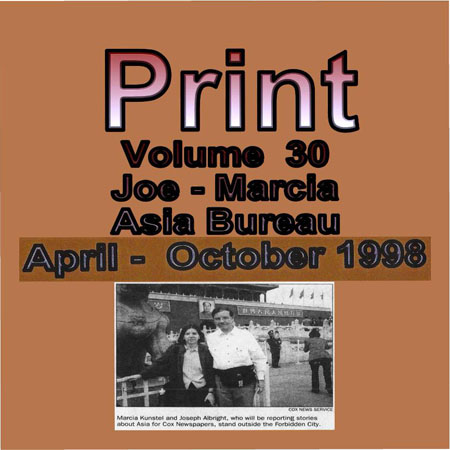 Print
Volume 30
Joe - Marcia
Asia Bureau
April - October 1998
COX NEWS SERVICE
Marcia Kunstel and Joseph Albright, who will be reporting stories
about Asia for Cox Newspapers, stand outside the Forbidden City.